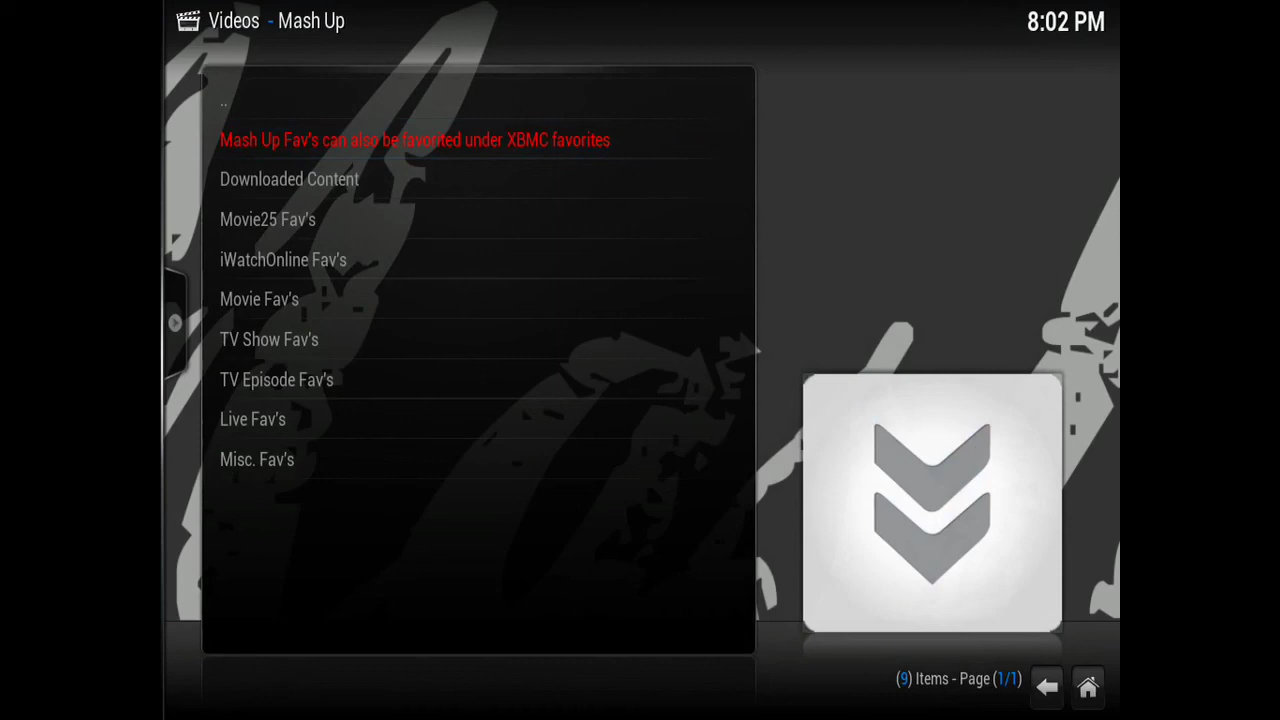 Videos - Mash Up
8:02 PM
..
Mash Up Fav's can also be favorited under XBMC favorites
Downloaded Content
Movie25 Fav's
iWatchOnline Fav's
Movie Fav's
TV Show Fav's
TV Episode Fav's
Live Fav's
Misc. Fav's
(9) Items - Page (1/1)